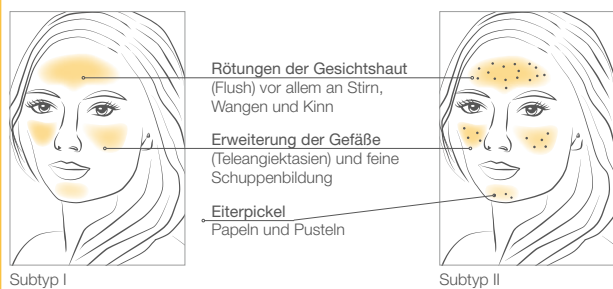 Rötungen der Gesichtshaut
(Flush) vor allem an Stirn,
Wangen und Kinn
Erweiterung der Gefäße
(Teleangiektasien) und feine
Schuppenbildung
Eiterpickel
Papeln und Pusteln
Subtyp I
Subtyp II